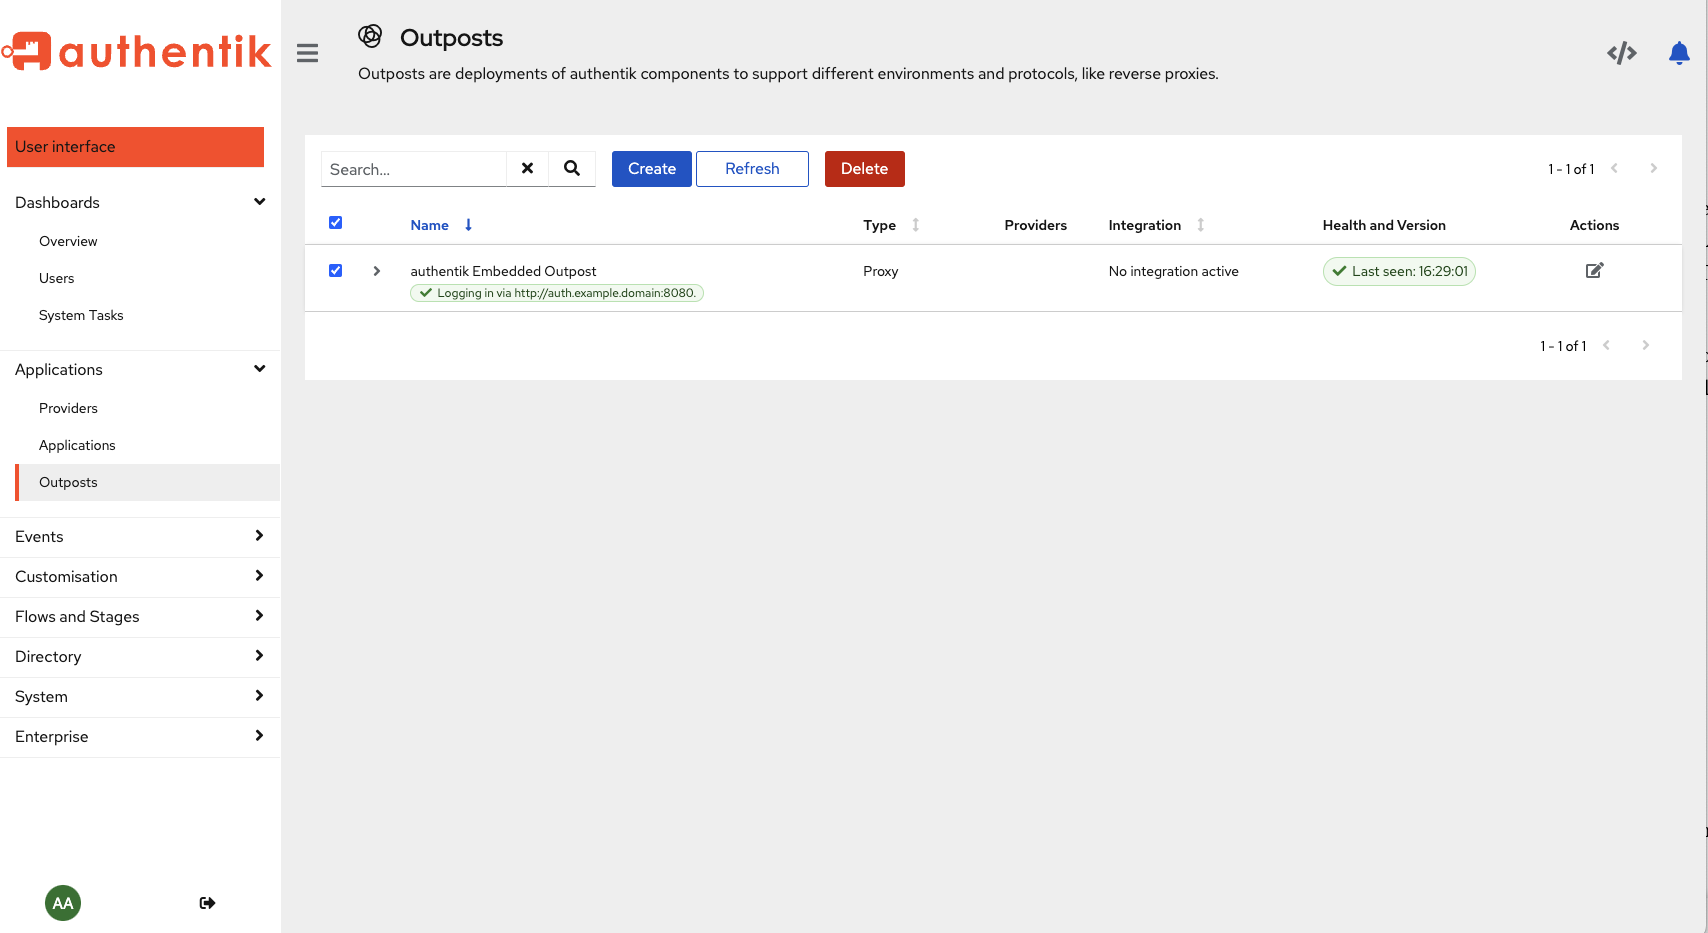 authentik
Outposts
Outposts are deployments of authentik components to support different environments and protocols, like reverse proxies.
User interface
Dashboards
Overview
Users
System Tasks
Applications
Providers
Applications
Outposts
Events
Customisation
Flows and Stages
Directory
System
Enterprise
AA
Search...
Create
Refresh
Delete
1 - 1 of 1
Name
Type
Providers
Integration
Health and Version
Actions
authentik Embedded Outpost
Proxy
No integration active
Last seen: 16:29:01
Logging in via http://auth.example.domain:8080.
1 - 1 of 1